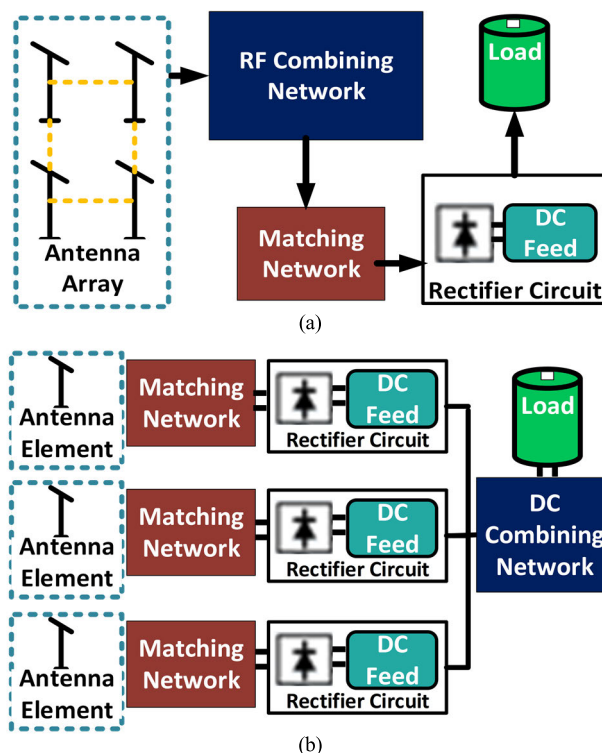 RF Combining
Network
Load
Antenna
Array
Matching
Network
DC
Feed
Rectifier Circuit
(a)
Antenna
Element
Matching
Network
DC
Feed
Rectifier Circuit
Load
Antenna
Element
Matching
Network
DC
Feed
Rectifier Circuit
DC
Combining
Network
Antenna
Element
Matching
Network
DC
Feed
Rectifier Circuit
(b)